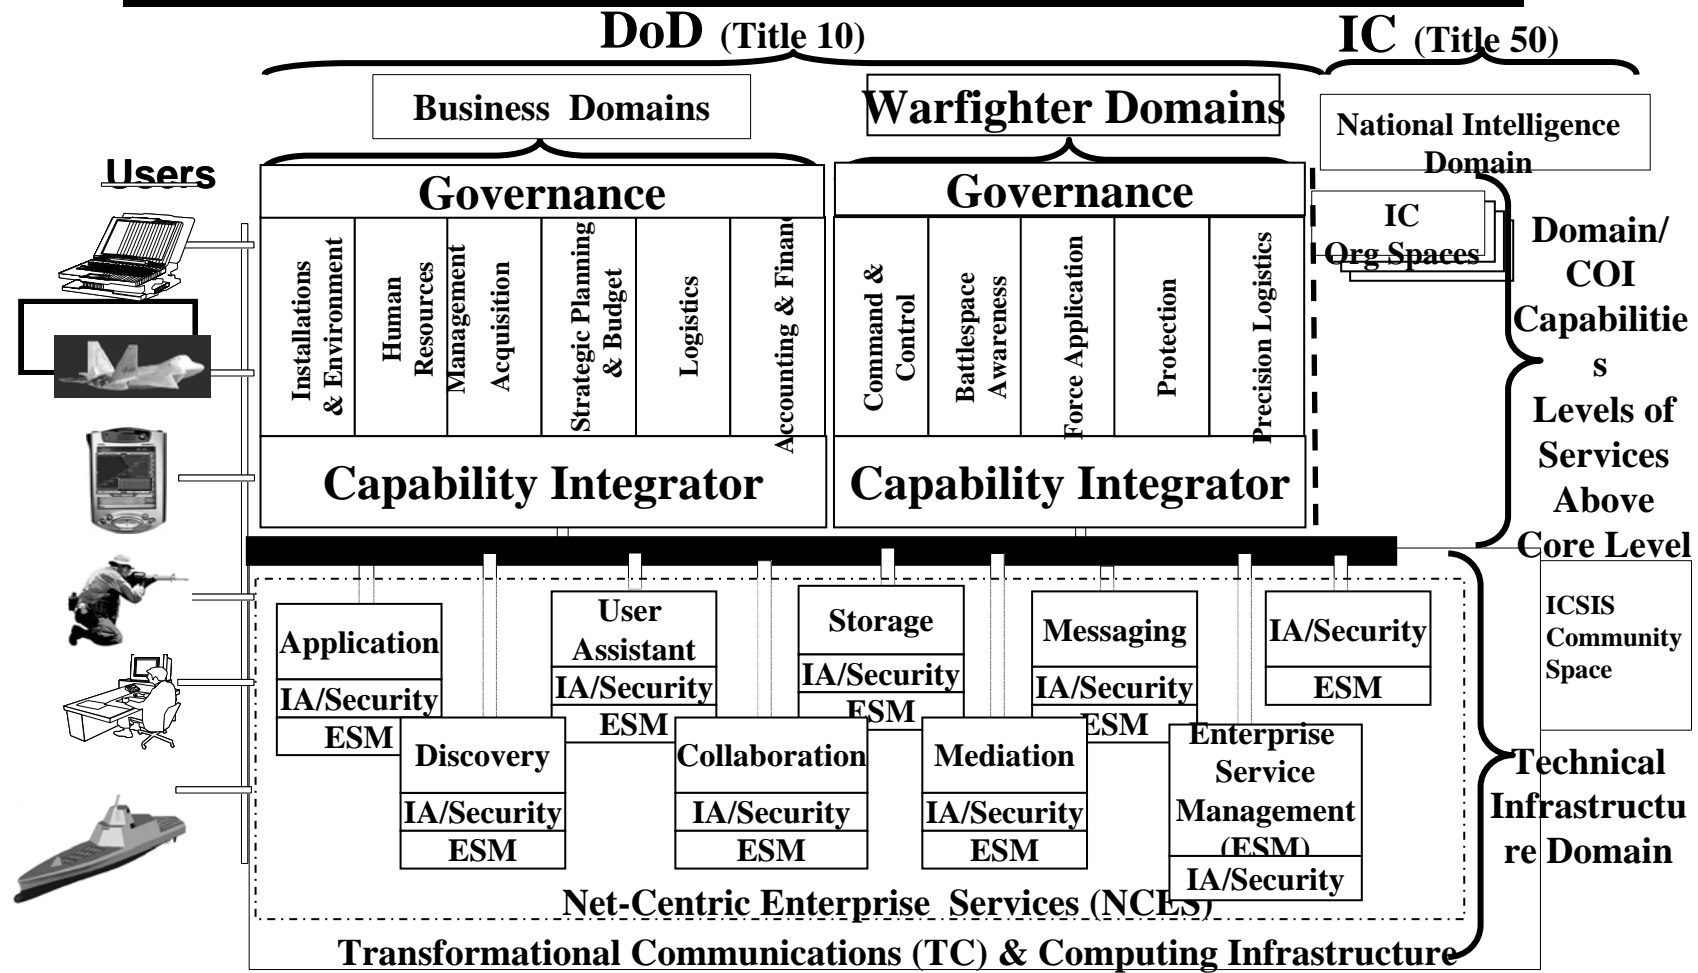 DoD (Title 10)
IC (Title 50)
Business Domains
Warfighter Domains
National Intelligence
Domain
Users
Governance
Governance
IC
Org Spaces
Installations
& Environment
Human
Resources
Management
Acquisition
Strategic Planning
& Budget
Logistics
Accounting & Financ
Command &
Control
Battlespace
Awareness
Force Application
Protection
Precision Logistics
Domain/
COI
Capabilitie
s
Levels of
Services
Above
Core Level
Capability Integrator
Capability Integrator
Application
IA/Security
ESM
User
Assistant
IA/Security
ESM
Storage
IA/Security
ESM
Messaging
IA/Security
ESM
IA/Security
ESM
ICSIS
Community
Space
Discovery
IA/Security
ESM
Collaboration
IA/Security
ESM
Mediation
IA/Security
ESM
Enterprise
Service
Management
(ESM)
IA/Security
Technical
Infrastructu
re Domain
Net-Centric Enterprise Services (NCES)
Transformational Communications (TC) & Computing Infrastructure